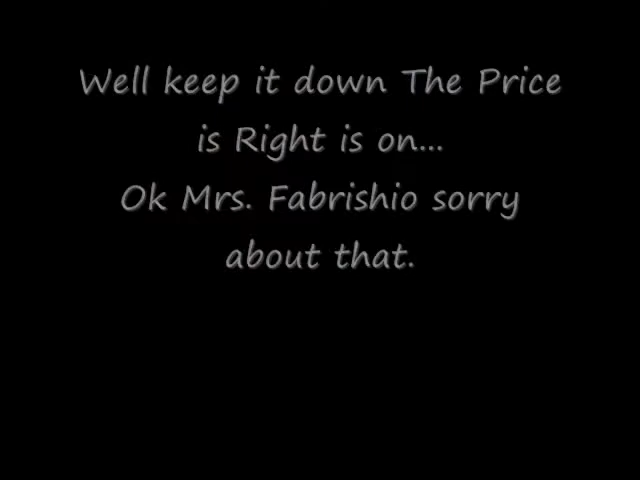 Well keep it down The Price
is Right is on...
Ok Mrs. Fabrishio sorry
about that.